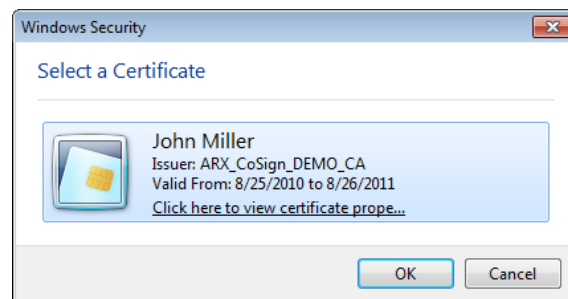 Windows Security
Select a Certificate
John Miller
Issuer: ARX_CoSign_DEMO_CA
Valid From: 8/25/2010 to 8/26/2011
Click here to view certificate prope...
OK
Cancel